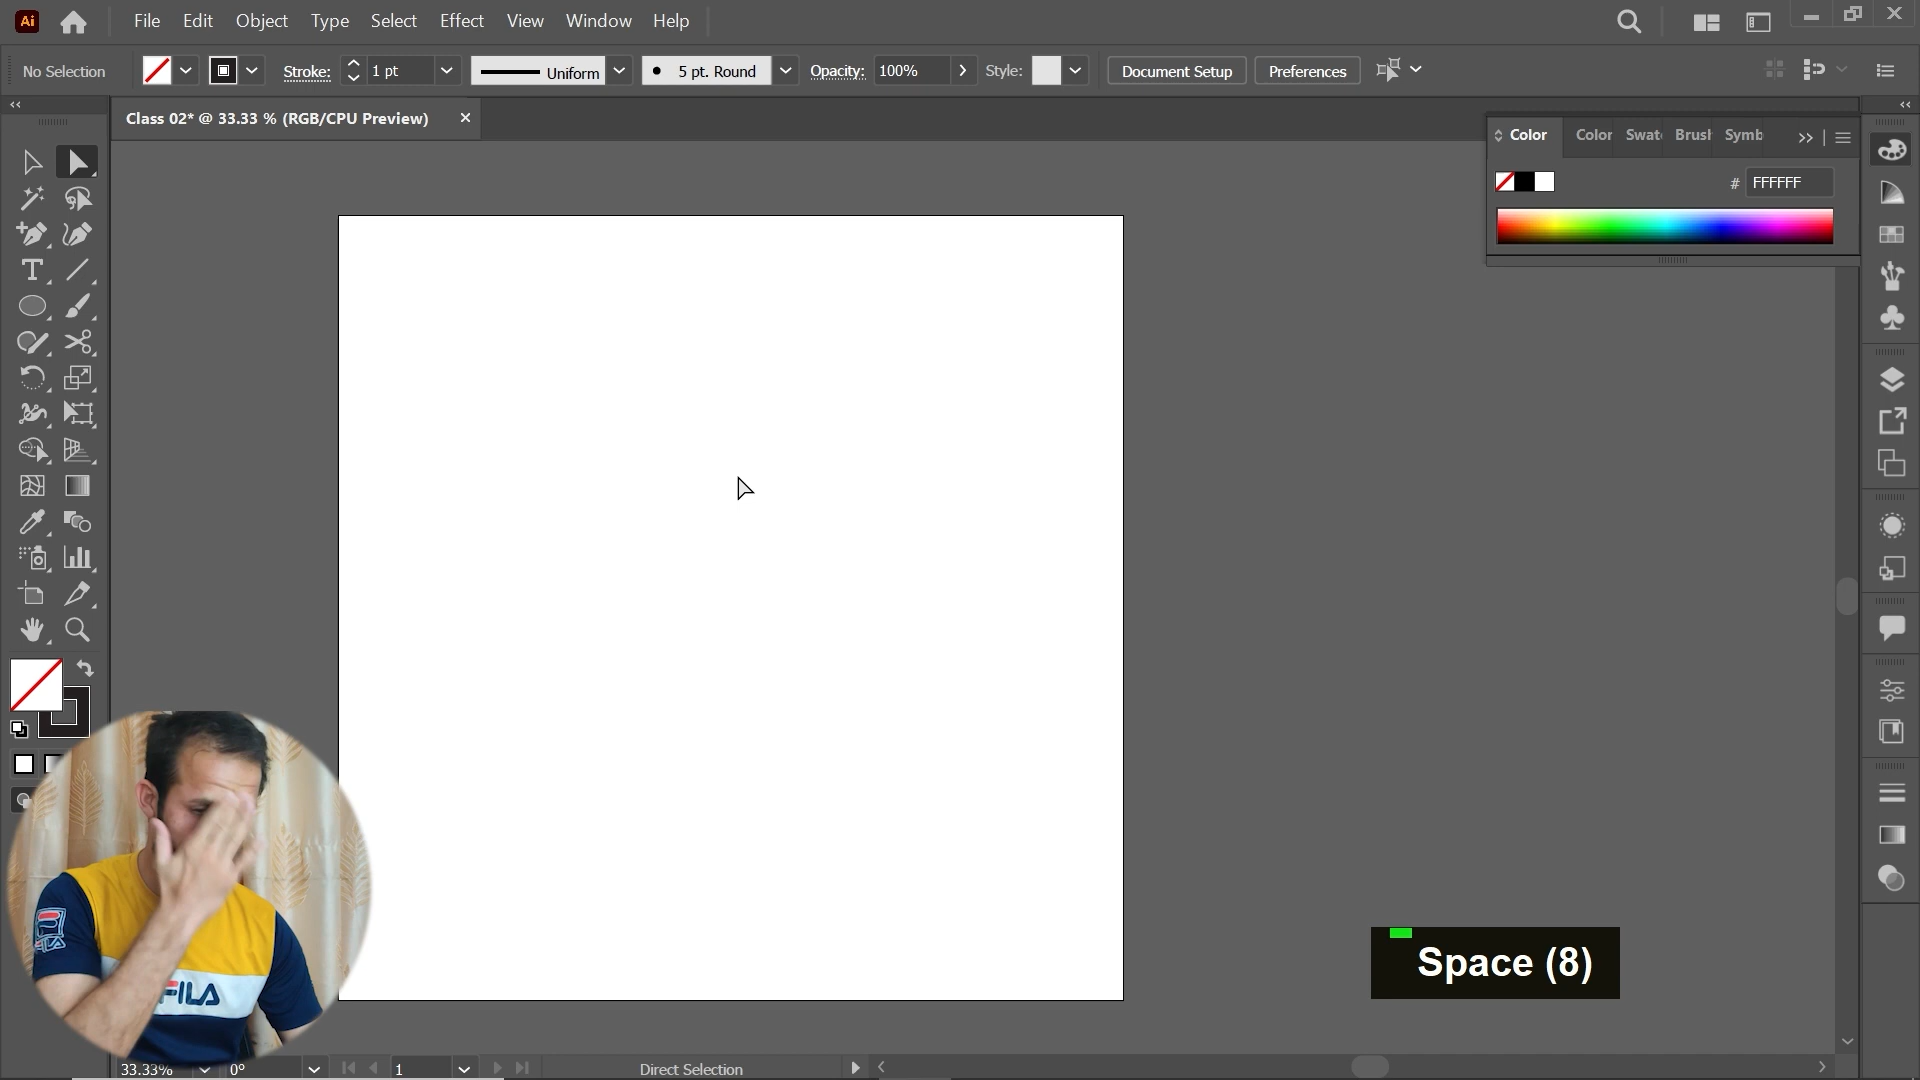 Ai File Edit Object Type Select Effect View Window Help
No Selection Stroke: 1 pt Uniform 5 pt. Round Opacity: 100% Style: Document Setup Preferences
Class 02* @ 33.33 % (RGB/CPU Preview)
Color Color Swat Brush Symb
# FFFFFF
T
FILA
FILA
Space (8)
33.33% 0° 1 Direct Selection